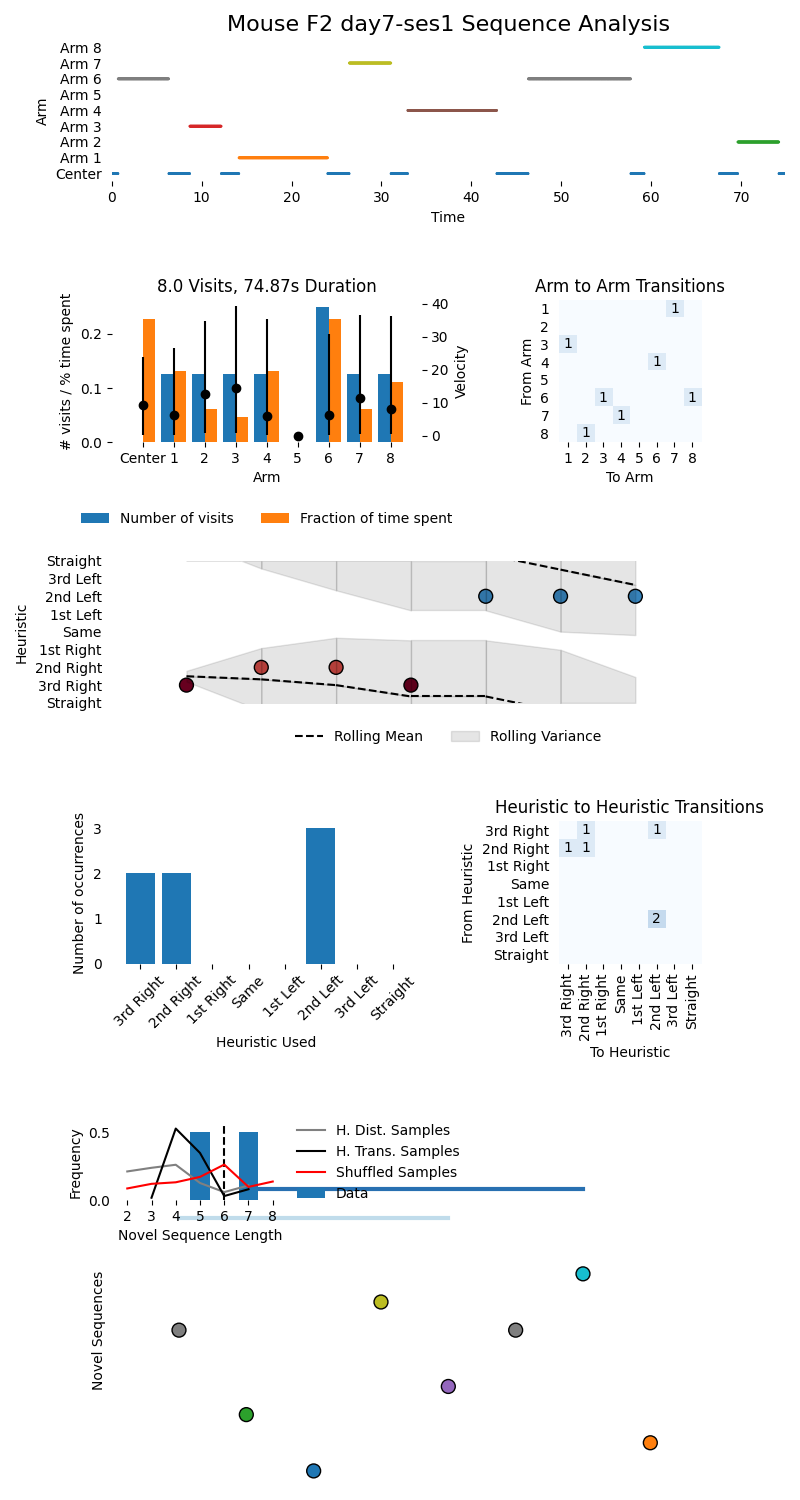 Mouse F2 day7-ses1 Sequence Analysis
Arm
Arm 8
Arm 7
Arm 6
Arm 5
Arm 4
Arm 3
Arm 2
Arm 1
Center
0 10 20 30 40 50 60 70
Time
8.0 Visits, 74.87s Duration
# visits / % time spent
0.2
0.1
0.0
40
30
20
10
0
Velocity
Center 1 2 3 4 5 6 7 8
Arm
Number of visits Fraction of time spent
Arm to Arm Transitions
From Arm
1 1
2
3 1
4 1
5
6 1 1
7 1
8 1
1 2 3 4 5 6 7 8
To Arm
Heuristic
Straight
3rd Left
2nd Left
1st Left
Same
1st Right
2nd Right
3rd Right
Straight
Rolling Mean Rolling Variance
Number of occurrences
3
2
1
0
3rd Right 2nd Right 1st Right Same 1st Left 2nd Left 3rd Left Straight
Heuristic Used
Heuristic to Heuristic Transitions
From Heuristic
3rd Right 1 1
2nd Right 1 1
1st Right
Same
1st Left
2nd Left 2
3rd Left
Straight
3rd Right 2nd Right 1st Right Same 1st Left 2nd Left 3rd Left Straight
To Heuristic
Frequency
0.5
0.0
2 3 4 5 6 7 8
Novel Sequence Length
H. Dist. Samples
H. Trans. Samples
Shuffled Samples
Data
Novel Sequences